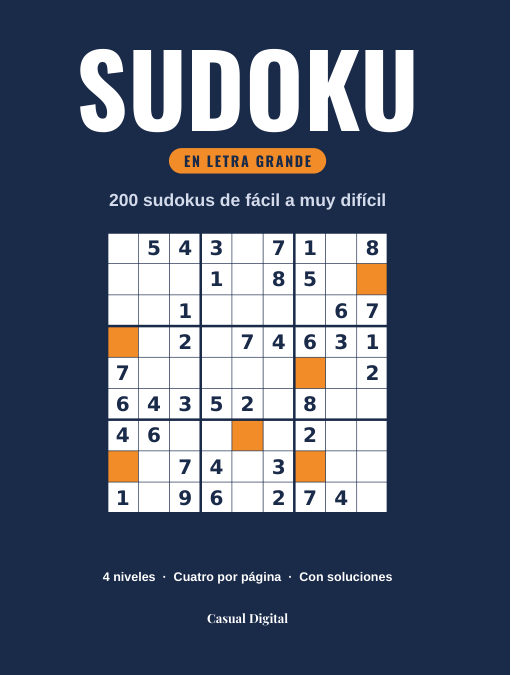 SUDOKU
EN LETRA GRANDE
200 sudokus de fácil a muy difícil
5 4 3 7 1 8
1 8 5
1 6 7
2 7 4 6 3 1
7 2
6 4 3 5 2 8
4 6 2
7 4 3
1 9 6 2 7 4
4 niveles · Cuatro por página · Con soluciones
Casual Digital